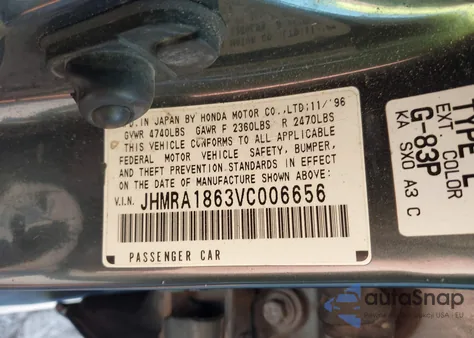 D. IN JAPAN BY HONDA MOTOR CO., LTD; 11/'96
GVWR 4740LBS GAWR F 2360LBS R 2470LBS
THIS VEHICLE CONFORMS TO ALL APPLICABLE
FEDERAL MOTOR VEHICLE SAFETY, BUMPER,
AND THEFT PREVENTION STANDARDS IN EFFECT
ON THE DATE OF MANUFACTURE SHOWN ABOVE.
V.I.N. JHMRA1863VC006656
PASSENGER CAR
TYPE L
EXT COLOR
G-83P
KA SX0 A3 C
autoSnap